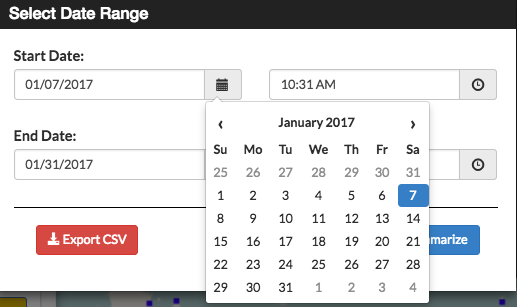 Select Date Range
Start Date:
01/07/2017
10:31 AM
‹ January 2017 ›
Su Mo Tu We Th Fr Sa
25 26 27 28 29 30 31
1 2 3 4 5 6 7
8 9 10 11 12 13 14
15 16 17 18 19 20 21
22 23 24 25 26 27 28
29 30 31 1 2 3 4
End Date:
01/31/2017
Export CSV
marize